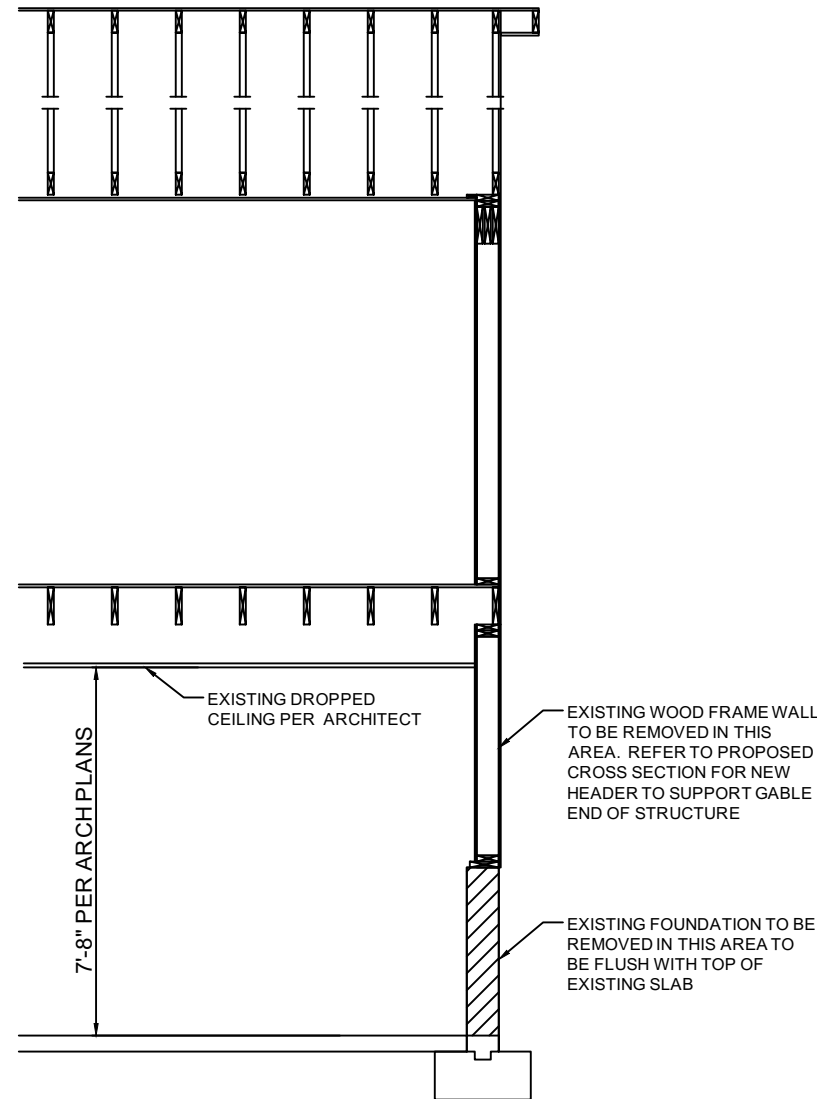 EXISTING DROPPED
CEILING PER ARCHITECT
7'-8" PER ARCH PLANS
EXISTING WOOD FRAME WALL
TO BE REMOVED IN THIS
AREA. REFER TO PROPOSED
CROSS SECTION FOR NEW
HEADER TO SUPPORT GABLE
END OF STRUCTURE
EXISTING FOUNDATION TO BE
REMOVED IN THIS AREA TO
BE FLUSH WITH TOP OF
EXISTING SLAB